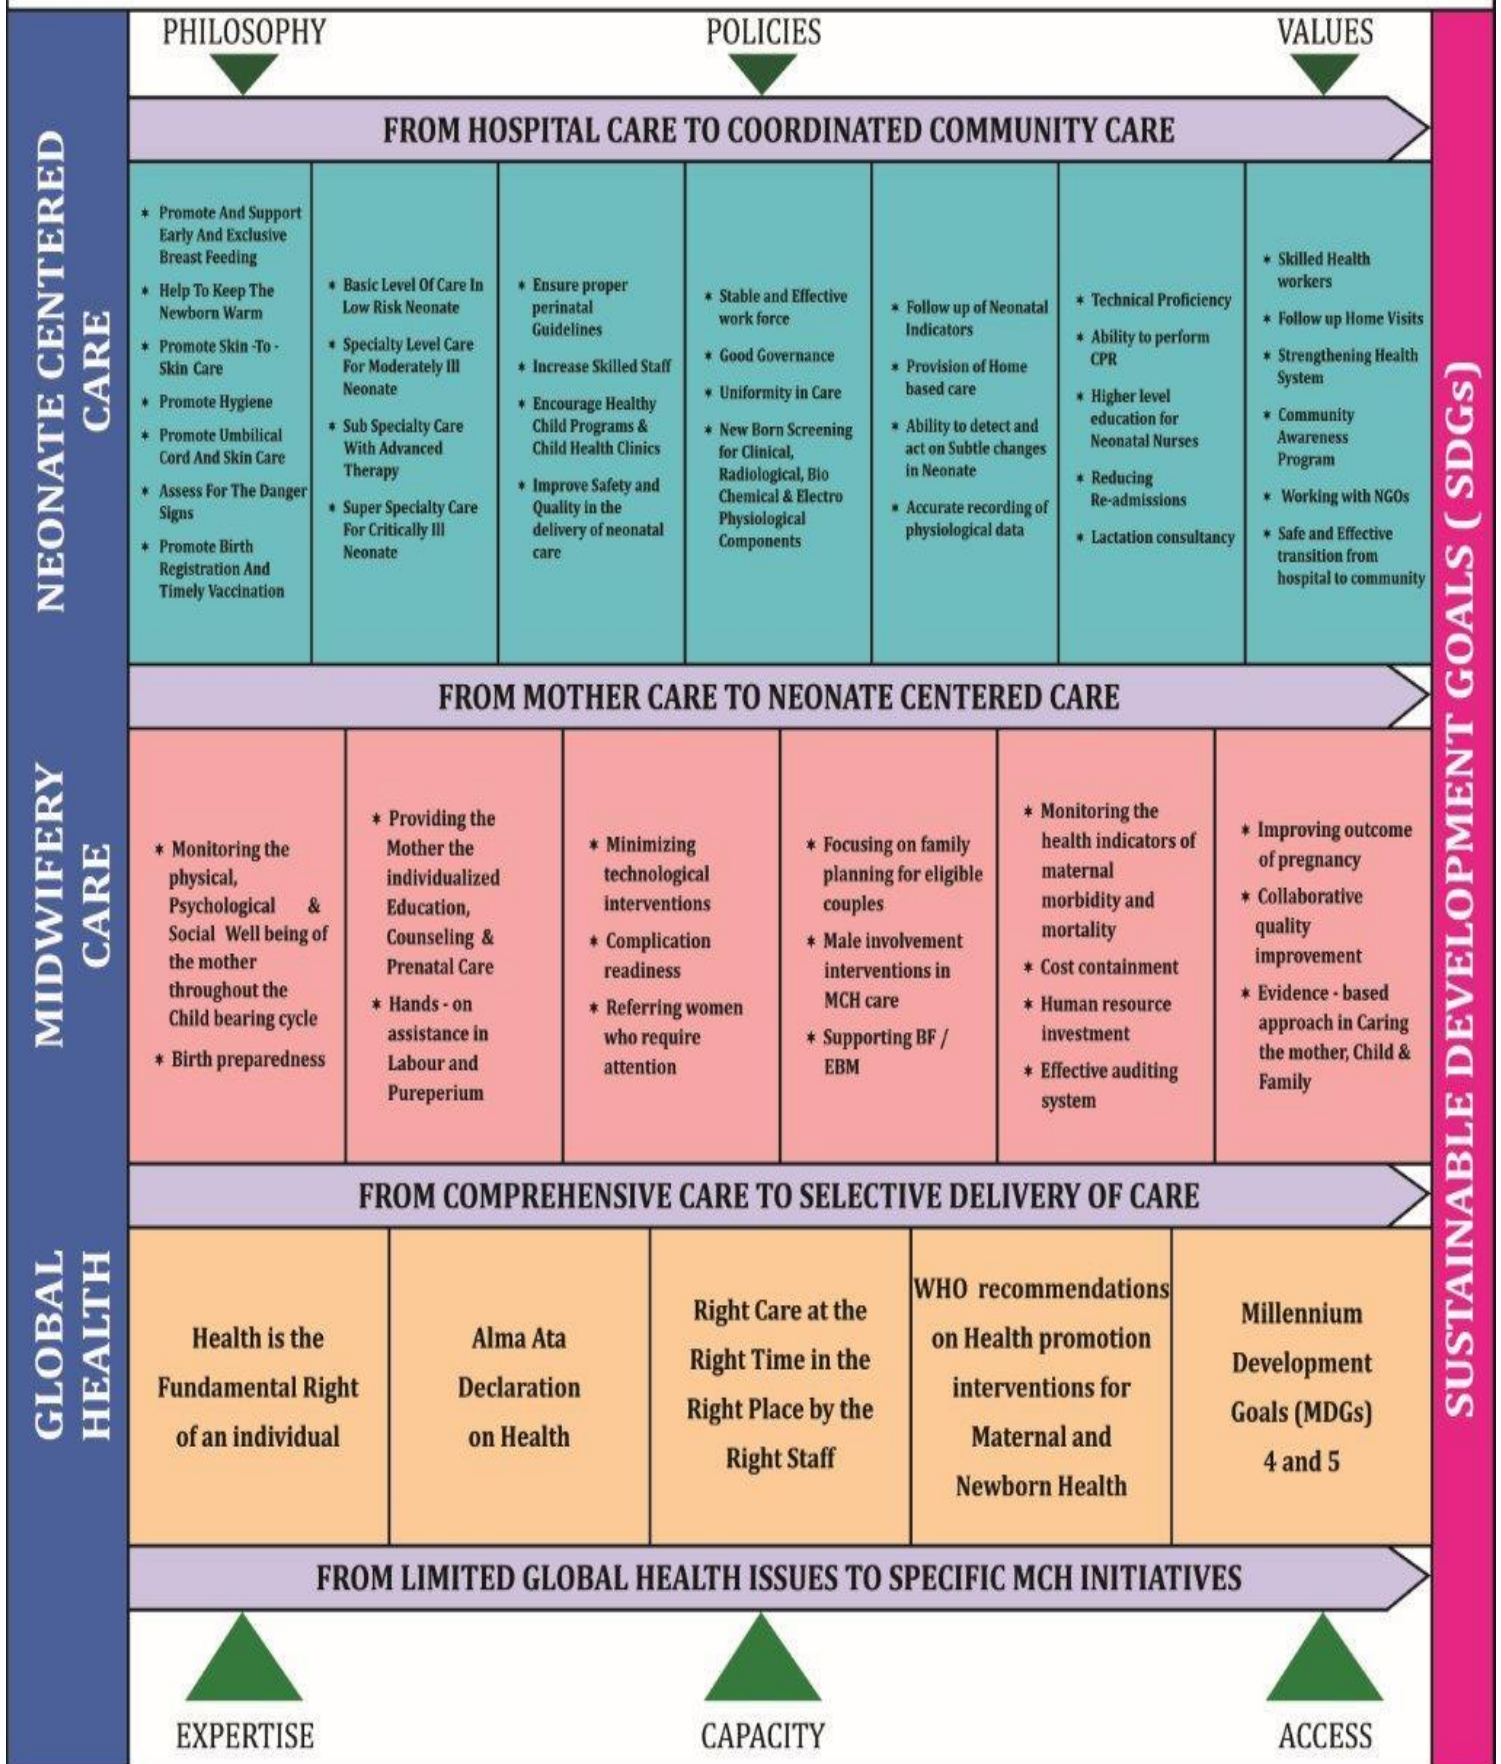 PHILOSOPHY
POLICIES
VALUES
NEONATE CENTERED
CARE
FROM HOSPITAL CARE TO COORDINATED COMMUNITY CARE
* Promote And Support
Early And Exclusive
Breast Feeding
* Help To Keep The
Newborn Warm
* Promote Skin -To -
Skin Care
* Promote Hygiene
* Promote Umbilical
Cord And Skin Care
* Assess For The Danger
Signs
* Promote Birth
Registration And
Timely Vaccination
* Basic Level Of Care In
Low Risk Neonate
* Specialty Level Care
For Moderately Ill
Neonate
* Sub Specialty Care
With Advanced
Therapy
* Super Specialty Care
For Critically Ill
Neonate
* Ensure proper
perinatal
Guidelines
* Increase Skilled Staff
* Encourage Healthy
Child Programs &
Child Health Clinics
* Improve Safety and
Quality in the
delivery of neonatal
care
* Stable and Effective
work force
* Good Governance
* Uniformity in Care
* New Born Screening
for Clinical,
Radiological, Bio
Chemical & Electro
Physiological
Components
* Follow up of Neonatal
Indicators
* Provision of Home
based care
* Ability to detect and
act on Subtle changes
in Neonate
* Accurate recording of
physiological data
* Technical Proficiency
* Ability to perform
CPR
* Higher level
education for
Neonatal Nurses
* Reducing
Re-admissions
* Lactation consultancy
* Skilled Health
workers
* Follow up Home Visits
* Strengthening Health
System
* Community
Awareness
Program
* Working with NGOs
* Safe and Effective
transition from
hospital to community
FROM MOTHER CARE TO NEONATE CENTERED CARE
MIDWIFERY
CARE
* Monitoring the
physical,
Psychological &
Social Well being of
the mother
throughout the
Child bearing cycle
* Birth preparedness
* Providing the
Mother the
individualized
Education,
Counseling &
Prenatal Care
* Hands - on
assistance in
Labour and
Pureperium
* Minimizing
technological
interventions
* Complication
readiness
* Referring women
who require
attention
* Focusing on family
planning for eligible
couples
* Male involvement
interventions in
MCH care
* Supporting BF /
EBM
* Monitoring the
health indicators of
maternal
morbidity and
mortality
* Cost containment
* Human resource
investment
* Effective auditing
system
* Improving outcome
of pregnancy
* Collaborative
quality
improvement
* Evidence - based
approach in Caring
the mother, Child &
Family
FROM COMPREHENSIVE CARE TO SELECTIVE DELIVERY OF CARE
GLOBAL
HEALTH
Health is the
Fundamental Right
of an individual
Alma Ata
Declaration
on Health
Right Care at the
Right Time in the
Right Place by the
Right Staff
WHO recommendations
on Health promotion
interventions for
Maternal and
Newborn Health
Millennium
Development
Goals (MDGs)
4 and 5
FROM LIMITED GLOBAL HEALTH ISSUES TO SPECIFIC MCH INITIATIVES
EXPERTISE
CAPACITY
ACCESS
SUSTAINABLE DEVELOPMENT GOALS ( SDGs)